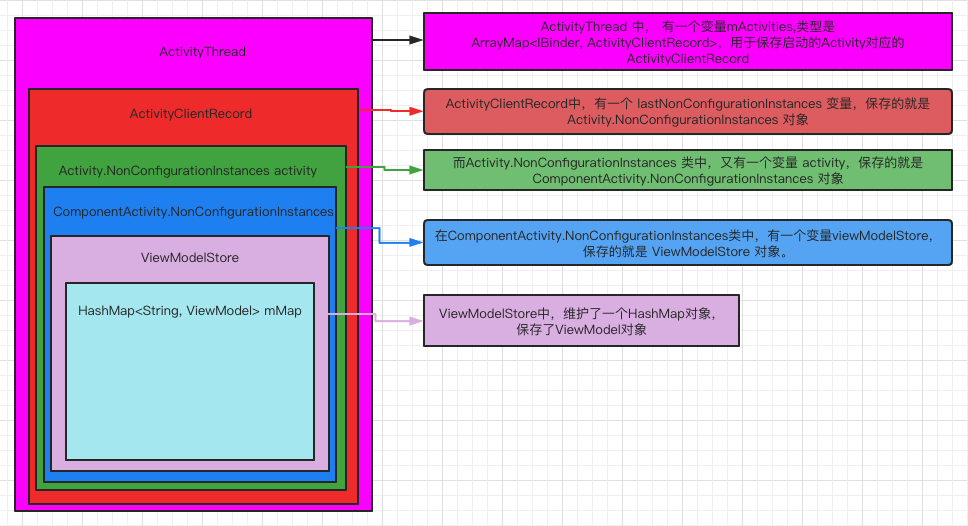 ActivityThread
ActivityClientRecord
Activity.NonConfigurationInstances activity
ComponentActivity.NonConfigurationInstances
ViewModelStore
HashMap<String, ViewModel> mMap
ActivityThread 中， 有一个变量mActivities,类型是
ArrayMap<IBinder, ActivityClientRecord>，用于保存启动的Activity对应的
ActivityClientRecord
ActivityClientRecord中，有一个 lastNonConfigurationInstances 变量，保存的就是
Activity.NonConfigurationInstances 对象
而Activity.NonConfigurationInstances 类中，又有一个变量 activity，保存的就是
ComponentActivity.NonConfigurationInstances 对象
在ComponentActivity.NonConfigurationInstances类中，有一个变量viewModelStore，
保存的就是 ViewModelStore 对象。
ViewModelStore中，维护了一个HashMap对象，
保存了ViewModel对象